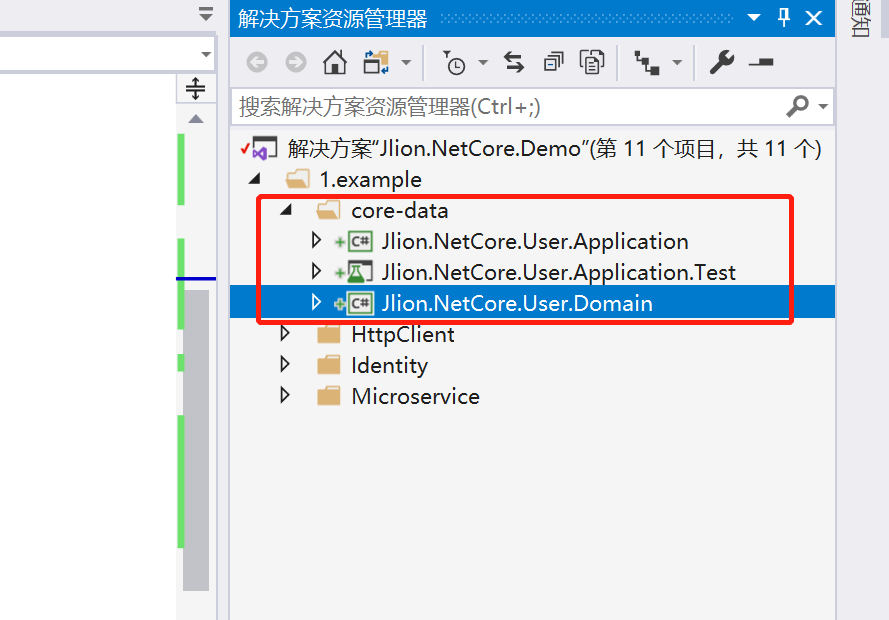 解决方案资源管理器
通知
搜索解决方案资源管理器(Ctrl+;)
解决方案“Jlion.NetCore.Demo”(第 11 个项目，共 11 个)
1.example
core-data
C# Jlion.NetCore.User.Application
Jlion.NetCore.User.Application.Test
C# Jlion.NetCore.User.Domain
HttpClient
Identity
Microservice